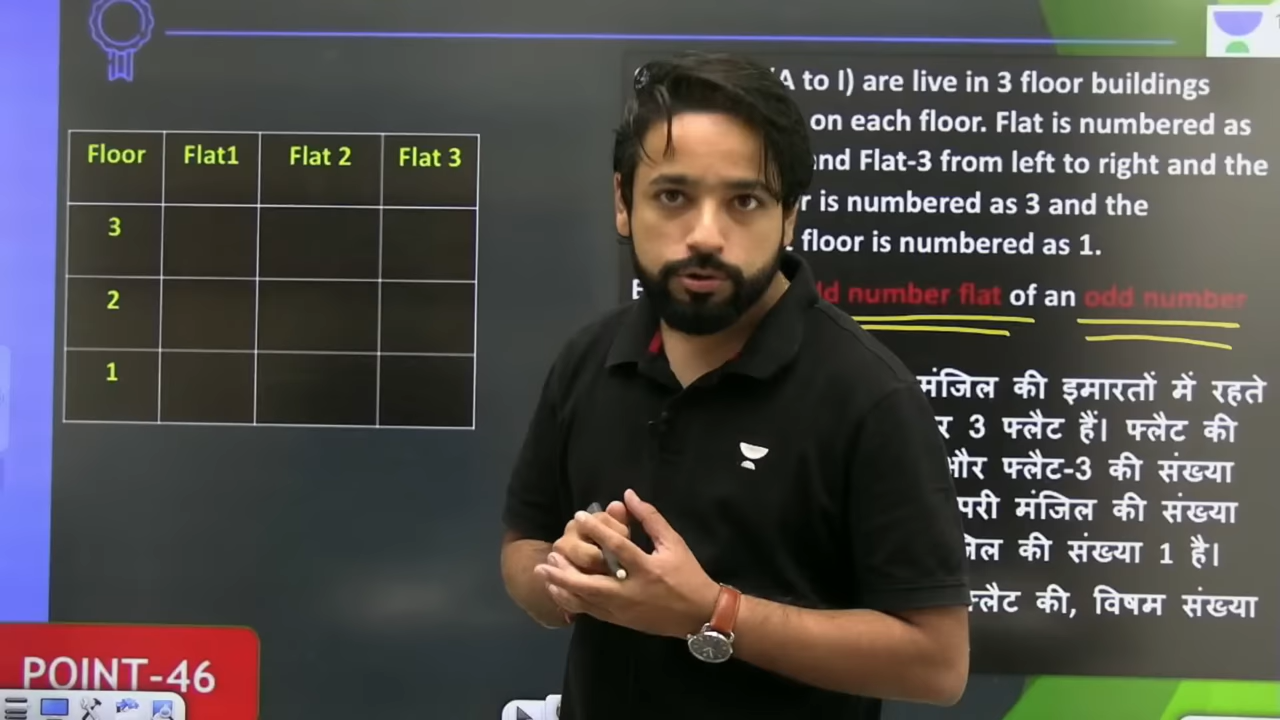 Floor Flat1 Flat 2 Flat 3
3
2
1
(A to I) are live in 3 floor buildings
on each floor. Flat is numbered as
and Flat-3 from left to right and the
is numbered as 3 and the
floor is numbered as 1.
number flat of an odd number
मंजिल की इमारतों में रहते
3 फ्लैट हैं। फ्लैट की
और फ्लैट-3 की संख्या
मंजिल की संख्या
की संख्या 1 है।
फ्लैट की, विषम संख्या
POINT-46